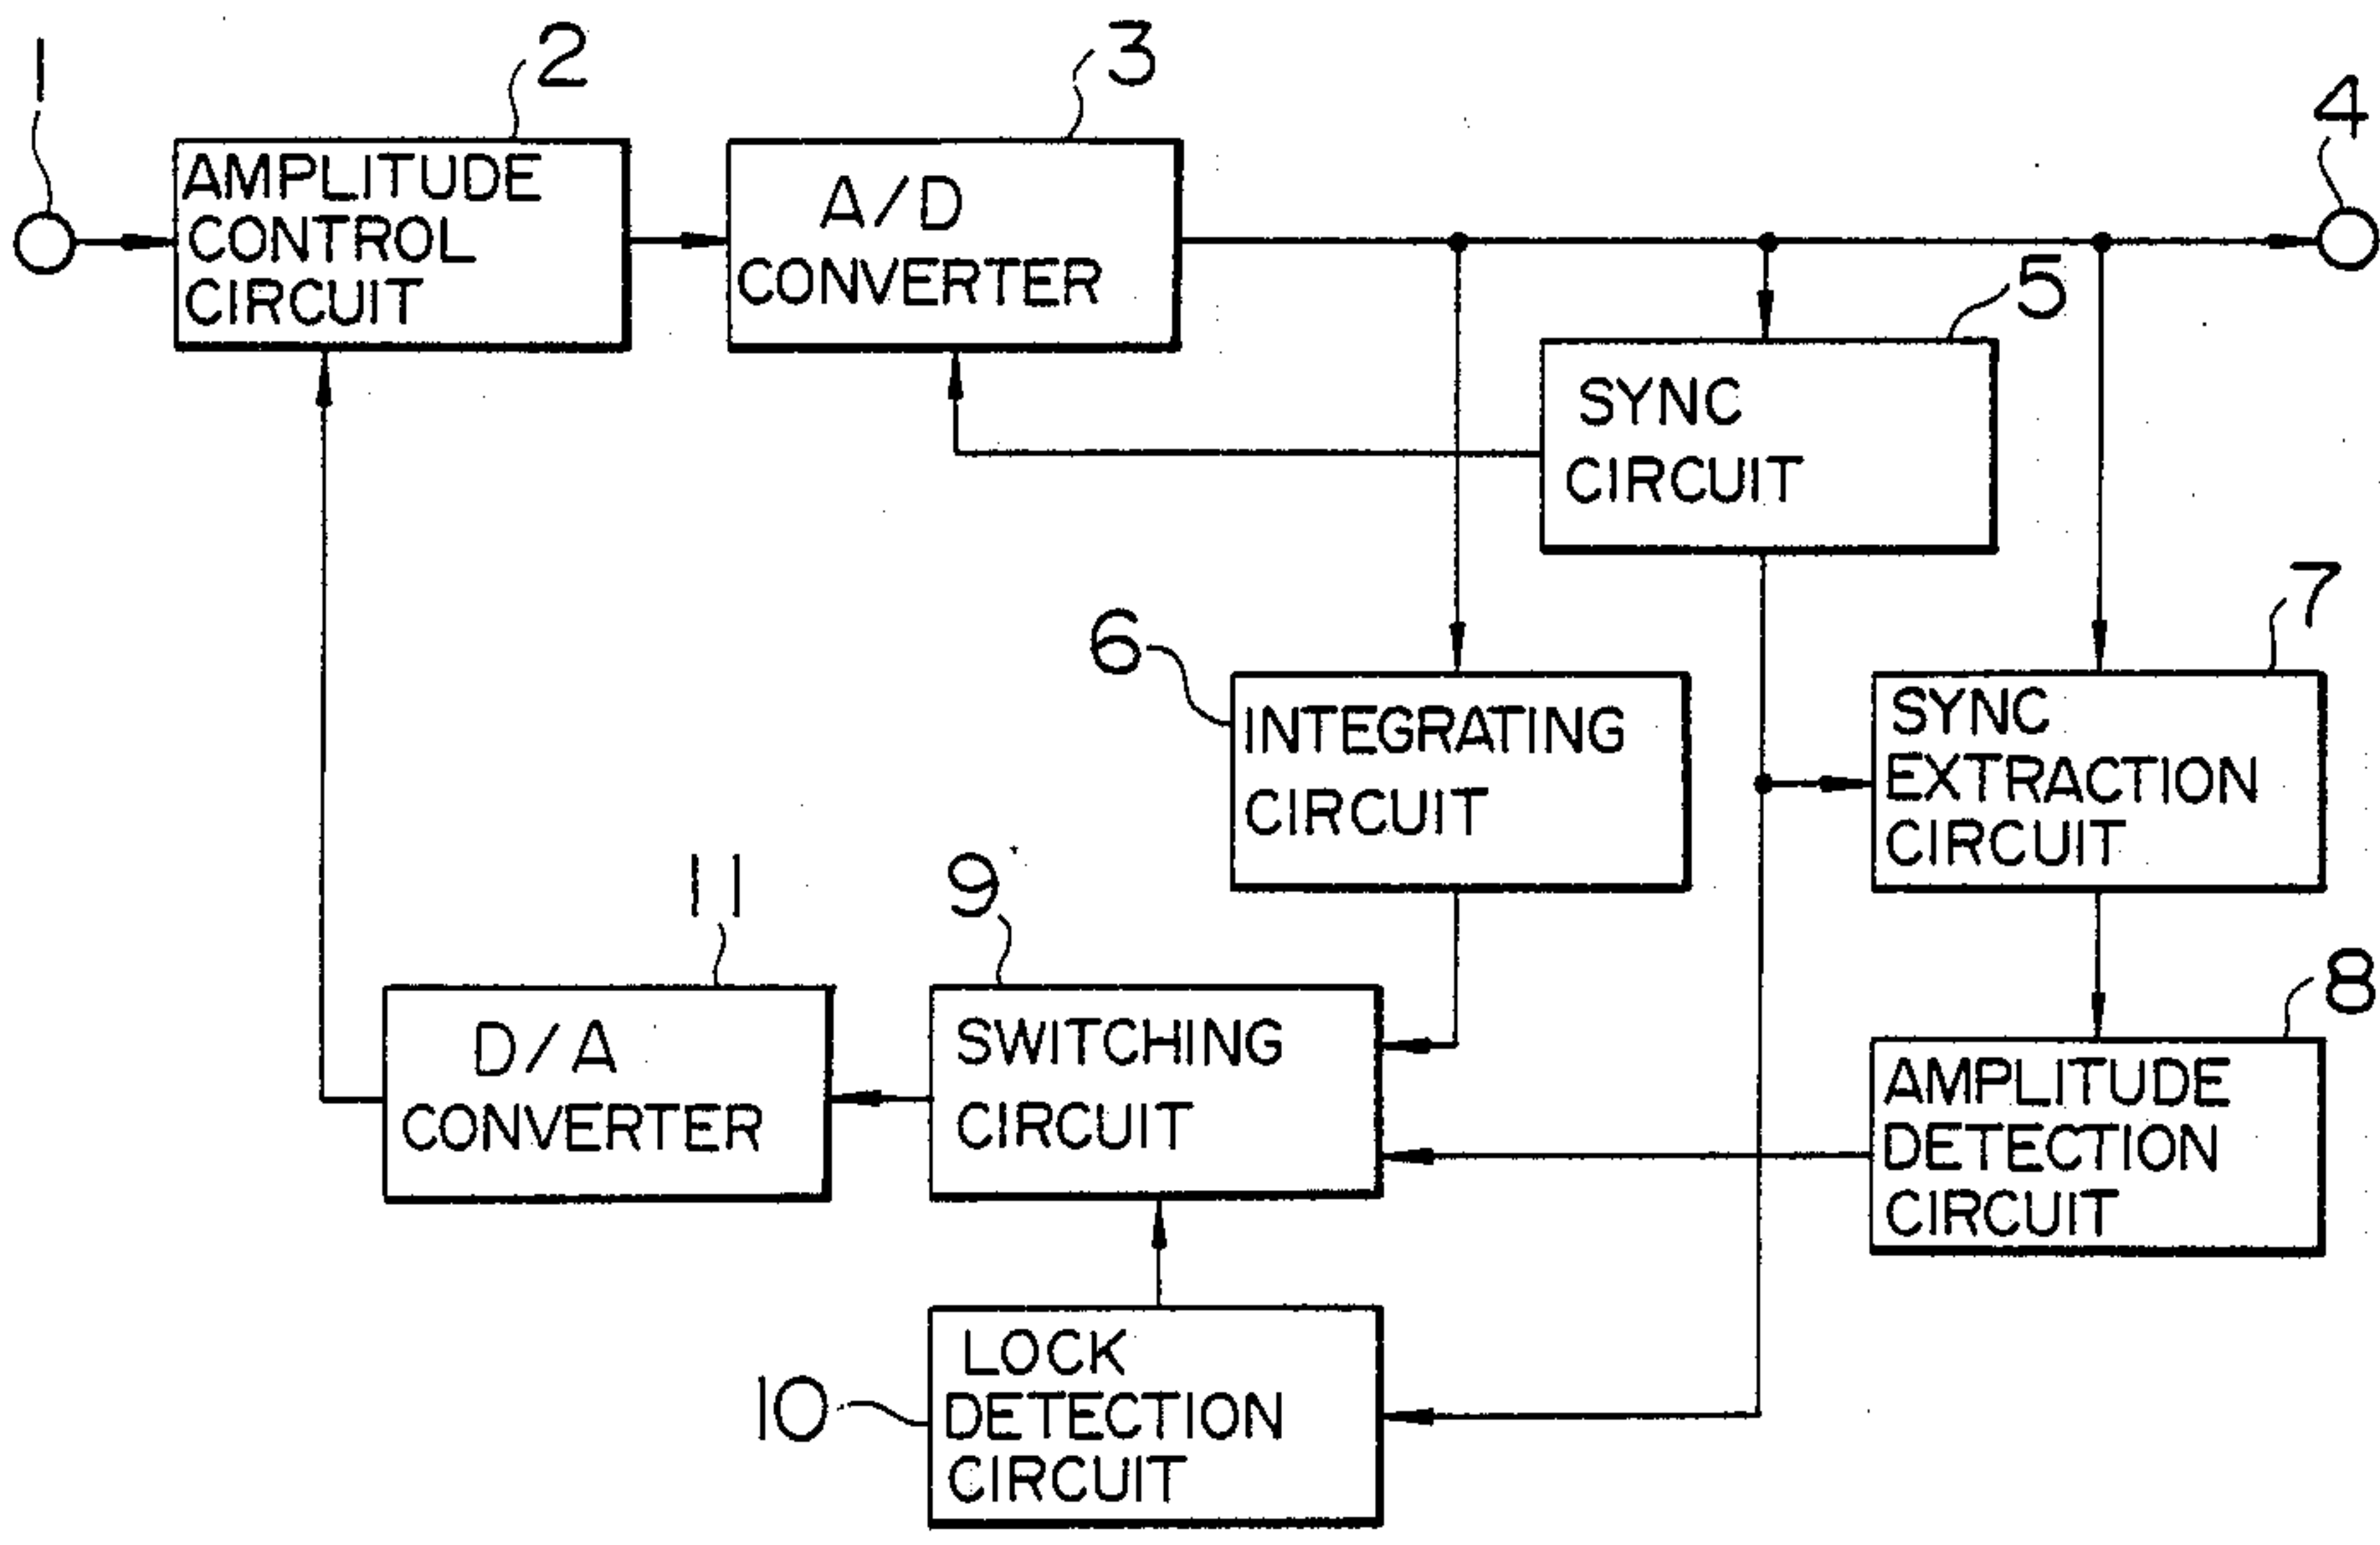 1
2
3
4
AMPLITUDE
CONTROL
CIRCUIT
A/D
CONVERTER
5
SYNC
CIRCUIT
6
7
INTEGRATING
CIRCUIT
SYNC
EXTRACTION
CIRCUIT
11
9
8
D/A
CONVERTER
SWITCHING
CIRCUIT
AMPLITUDE
DETECTION
CIRCUIT
10
LOCK
DETECTION
CIRCUIT